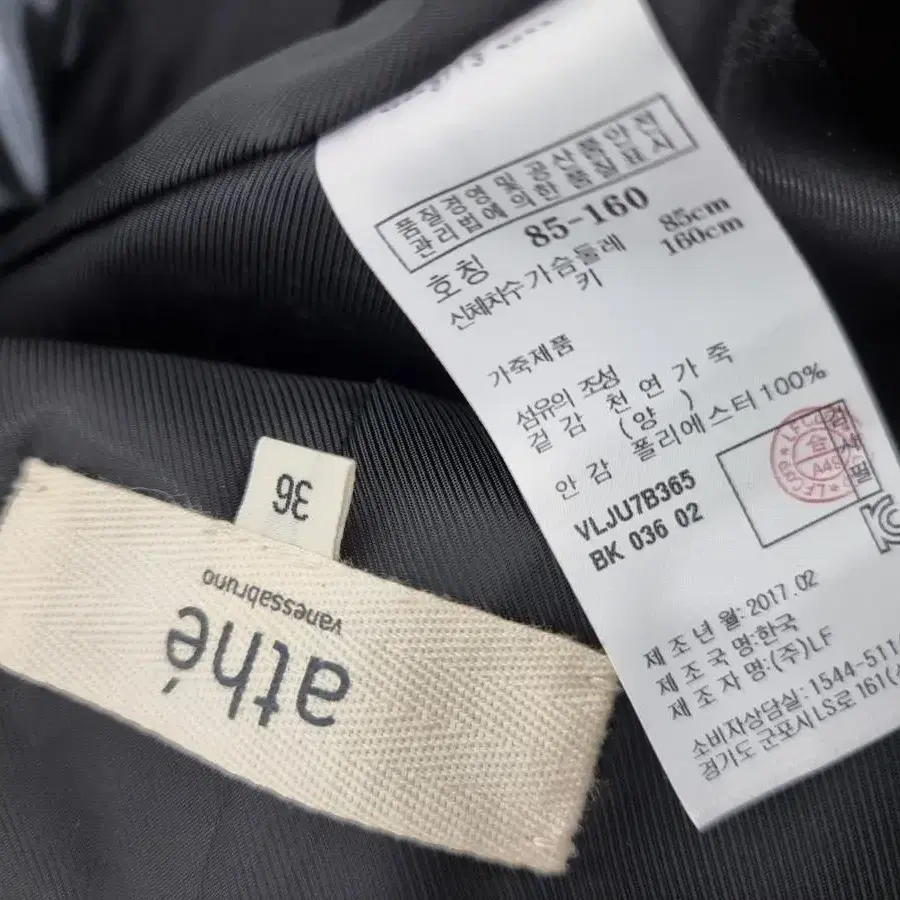 품질경영 및 공산품안전
관리법에 의한 품질표시
호칭 85-160
신체치수 가슴둘레 85cm
키 160cm
가죽제품
섬유의 조성
겉 감 천 연 가 죽
(양 )
안 감 폴리에스터 100%
VLJU7B365
BK 036 02
검
제 조 년 월: 2017. 02
제 조 국 명: 한국
제 조 자 명: (주)LF
소비자상담실: 1544-511
경기도 군포시 LS로 161(
36
athé
vanessabruno